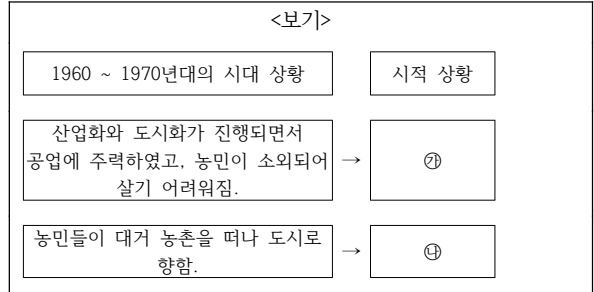 <보기>
1960 ~ 1970년대의 시대 상황
시적 상황
산업화와 도시화가 진행되면서
공업에 주력하였고, 농민이 소외되어
살기 어려워짐.
→
㉮
농민들이 대거 농촌을 떠나 도시로
향함.
→
㉯